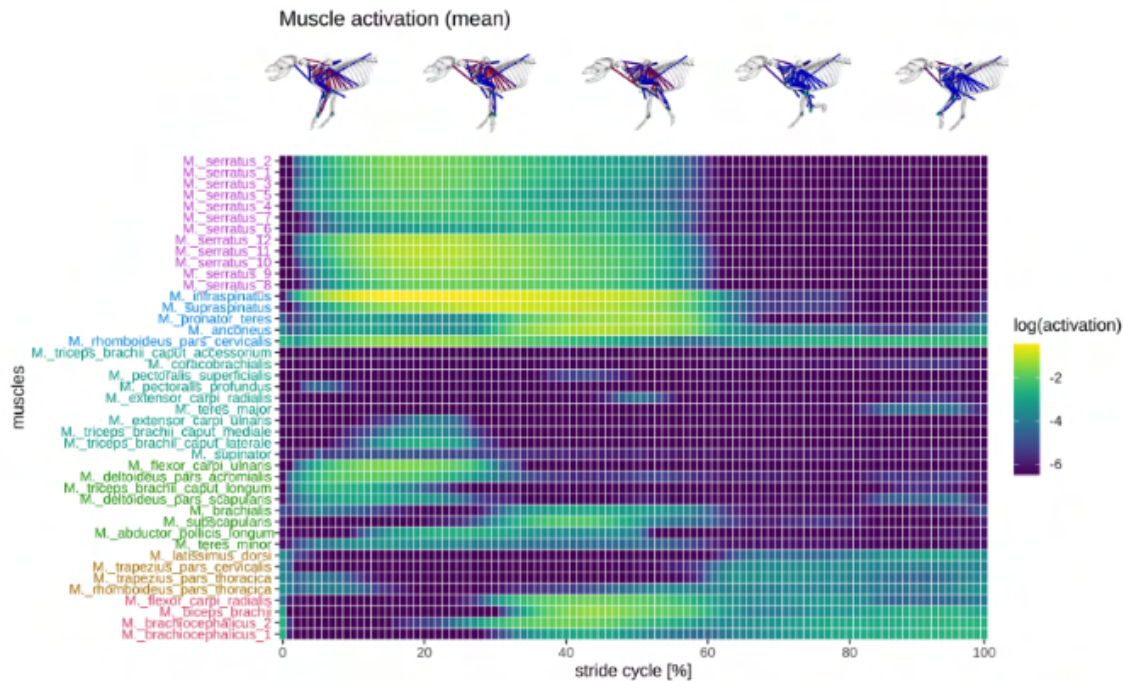 Muscle activation (mean)
M._serratus_2
M._serratus_1
M._serratus_3
M._serratus_5
M._serratus_4
M._serratus_7
M._serratus_6
M._serratus_12
M._serratus_11
M._serratus_10
M._serratus_9
M._serratus_8
M._infraspinatus
M._supraspinatus
M._pronator_teres
M._anconeus
M._rhomboideus_pars_cervicalis
M._triceps_brachii_caput_accessorium
M._coracobrachialis
M._pectoralis_superficialis
M._pectoralis_profundus
M._extensor_carpi_radialis
M._teres_major
M._extensor_carpi_ulnaris
M._triceps_brachii_caput_mediale
M._triceps_brachii_caput_laterale
M._supinator
M._flexor_carpi_ulnaris
M._deltoideus_pars_acromialis
M._triceps_brachii_caput_longum
M._deltoideus_pars_scapularis
M._brachialis
M._subscapularis
M._abductor_pollicis_longum
M._teres_minor
M._latissimus_dorsi
M._trapezius_pars_cervicalis
M._trapezius_pars_thoracica
M._rhomboideus_pars_thoracica
M._flexor_carpi_radialis
M._biceps_brachii
M._brachiocephalicus_2
M._brachiocephalicus_1
muscles
0 20 40 60 80 100
stride cycle [%]
log(activation)
-2
-4
-6